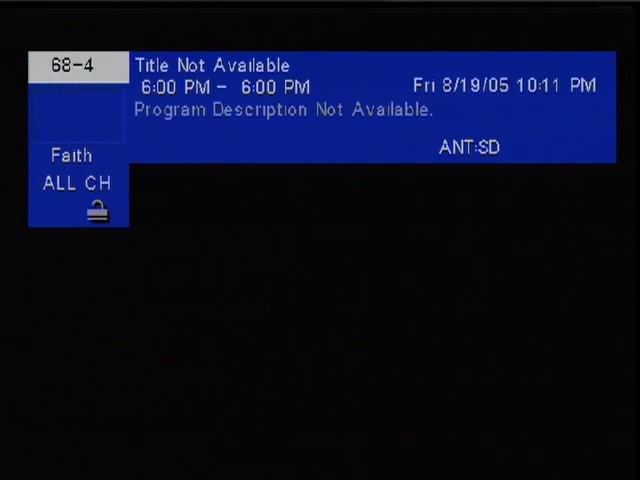 68-4
Title Not Available
6:00 PM - 6:00 PM
Fri 8/19/05 10:11 PM
Program Description Not Available.
ANT:SD
Faith
ALL CH